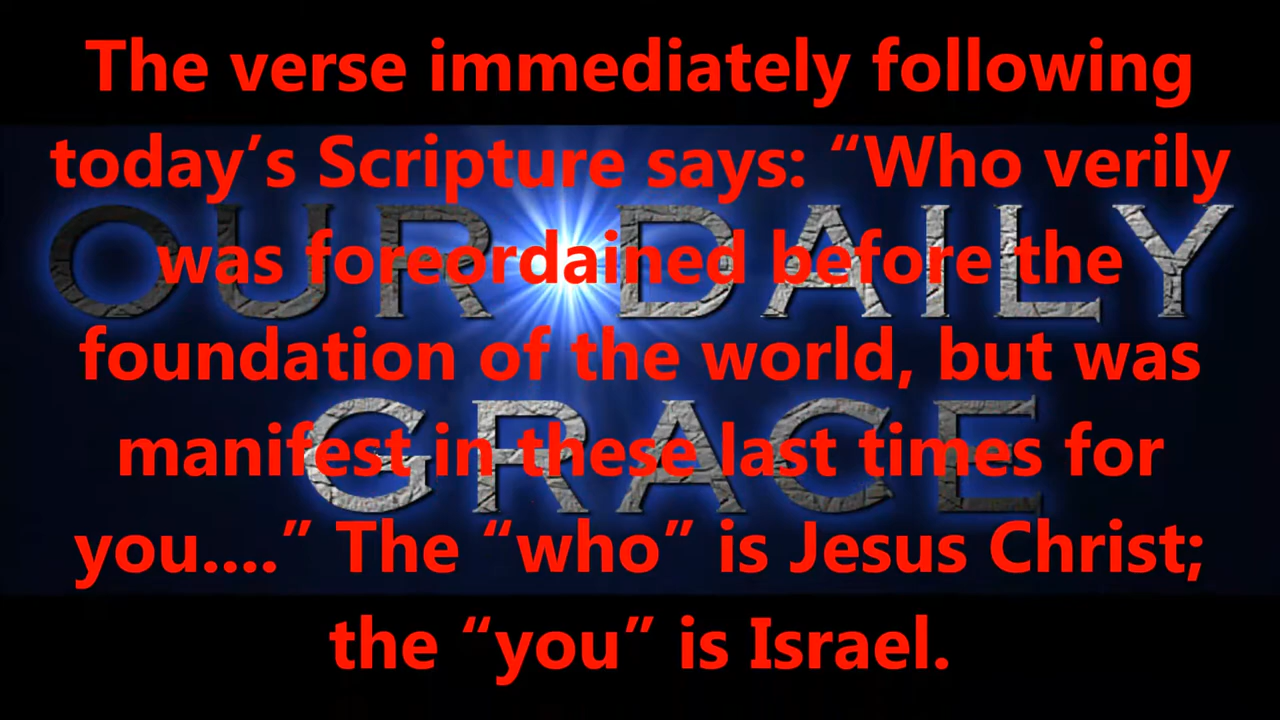 The verse immediately following
today’s Scripture says: “Who verily
was foreordained before the
foundation of the world, but was
manifest in these last times for
you....” The “who” is Jesus Christ;
the “you” is Israel.
OUR DAILY
GRACE